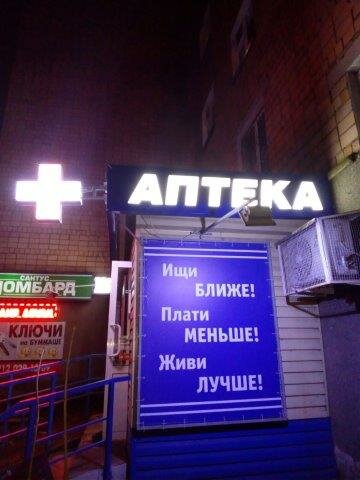 АПТЕКА
Ищи
БЛИЖЕ!
Плати
МЕНЬШЕ!
Живи
ЛУЧШЕ!
САНТУС
ЛОМБАРД
КЛЮЧИ